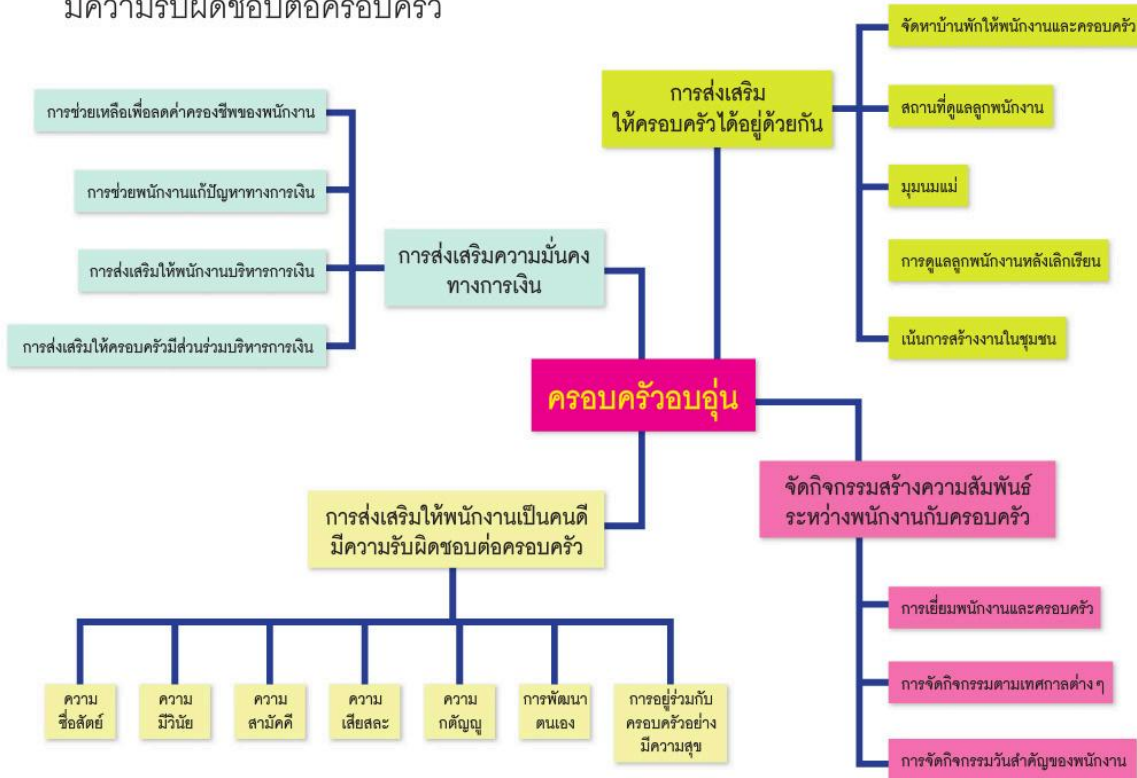 มีความรับผิดชอบต่อครอบครัว
การช่วยเหลือเพื่อลดค่าครองชีพของพนักงาน
การช่วยพนักงานแก้ปัญหาทางการเงิน
การส่งเสริมให้พนักงานบริหารการเงิน
การส่งเสริมให้ครอบครัวมีส่วนร่วมบริหารการเงิน
การส่งเสริมความมั่นคง
ทางการเงิน
การส่งเสริม
ให้ครอบครัวได้อยู่ด้วยกัน
จัดหาบ้านพักให้พนักงานและครอบครัว
สถานที่ดูแลลูกพนักงาน
มุมนมแม่
การดูแลลูกพนักงานหลังเลิกเรียน
เน้นการสร้างงานในชุมชน
ครอบครัวอบอุ่น
การส่งเสริมให้พนักงานเป็นคนดี
มีความรับผิดชอบต่อครอบครัว
ความ
ซื่อสัตย์
ความ
มีวินัย
ความ
สามัคคี
ความ
เสียสละ
ความ
กตัญญู
การพัฒนา
ตนเอง
การอยู่ร่วมกับ
ครอบครัวอย่าง
มีความสุข
จัดกิจกรรมสร้างความสัมพันธ์
ระหว่างพนักงานกับครอบครัว
การเยี่ยมพนักงานและครอบครัว
การจัดกิจกรรมตามเทศกาลต่างๆ
การจัดกิจกรรมวันสำคัญของพนักงาน